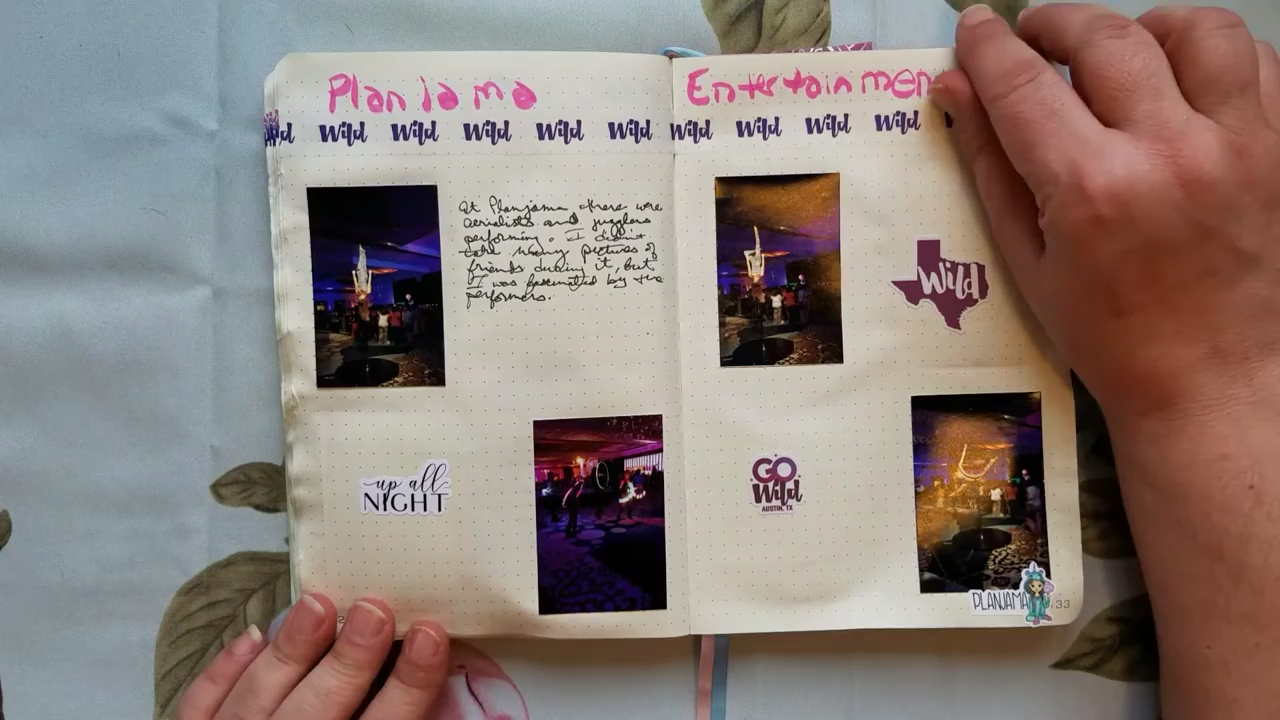 Planjama
Entertainmen
Wild Wild Wild Wild Wild Wild Wild Wild Wild
At Planjama there were
aerialists and jugglers
performing. I didn't
take many pictures of
friends during it, but
I was fascinated by the
performers.
up all
NIGHT
Wild
GO
Wild
AUSTIN, TX
PLANJAMA
33